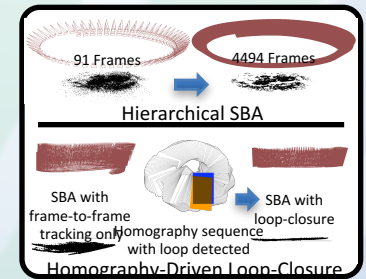 91 Frames
4494 Frames
Hierarchical SBA
SBA with
frame-to-frame
tracking only
Homography sequence
with loop detected
SBA with
loop-closure
Homography-Driven Loop-Closure